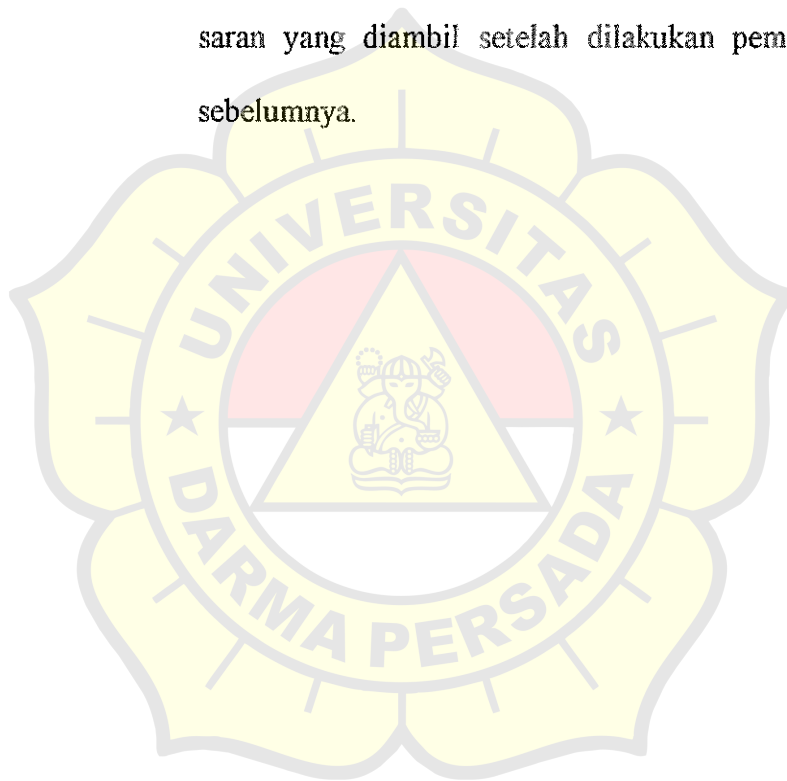 saran yang diambil setelah dilakukan pem
sebelumnya.
UNIVERSITAS
DARMA PERSADA